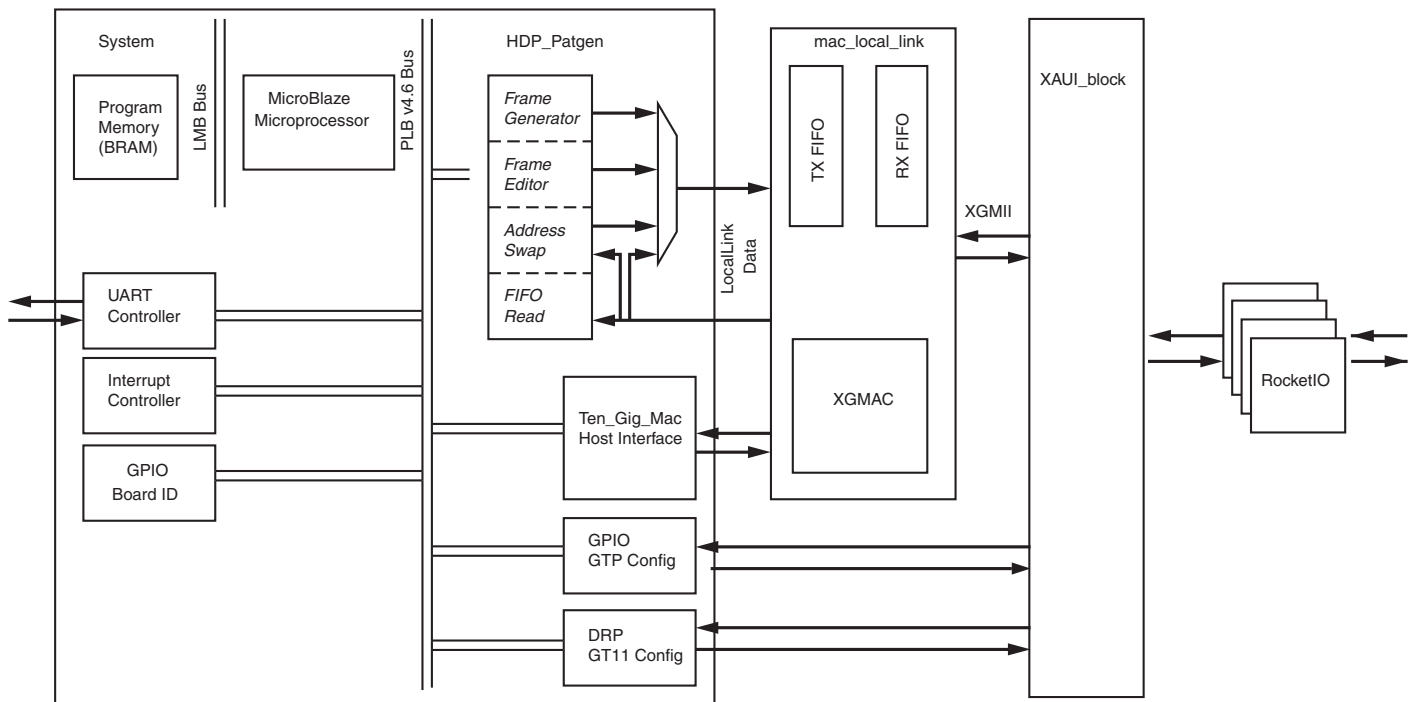 System
HDP_Patgen
mac_local_link
XAUI_block
Program
Memory
(BRAM)
LMB Bus
MicroBlaze
Microprocessor
PLB v4.6 Bus
Frame
Generator
Frame
Editor
Address
Swap
FIFO
Read
LocalLink
Data
TX FIFO
RX FIFO
XGMII
UART
Controller
Interrupt
Controller
GPIO
Board ID
Ten_Gig_Mac
Host Interface
XGMAC
RocketIO
GPIO
GTP Config
DRP
GT11 Config